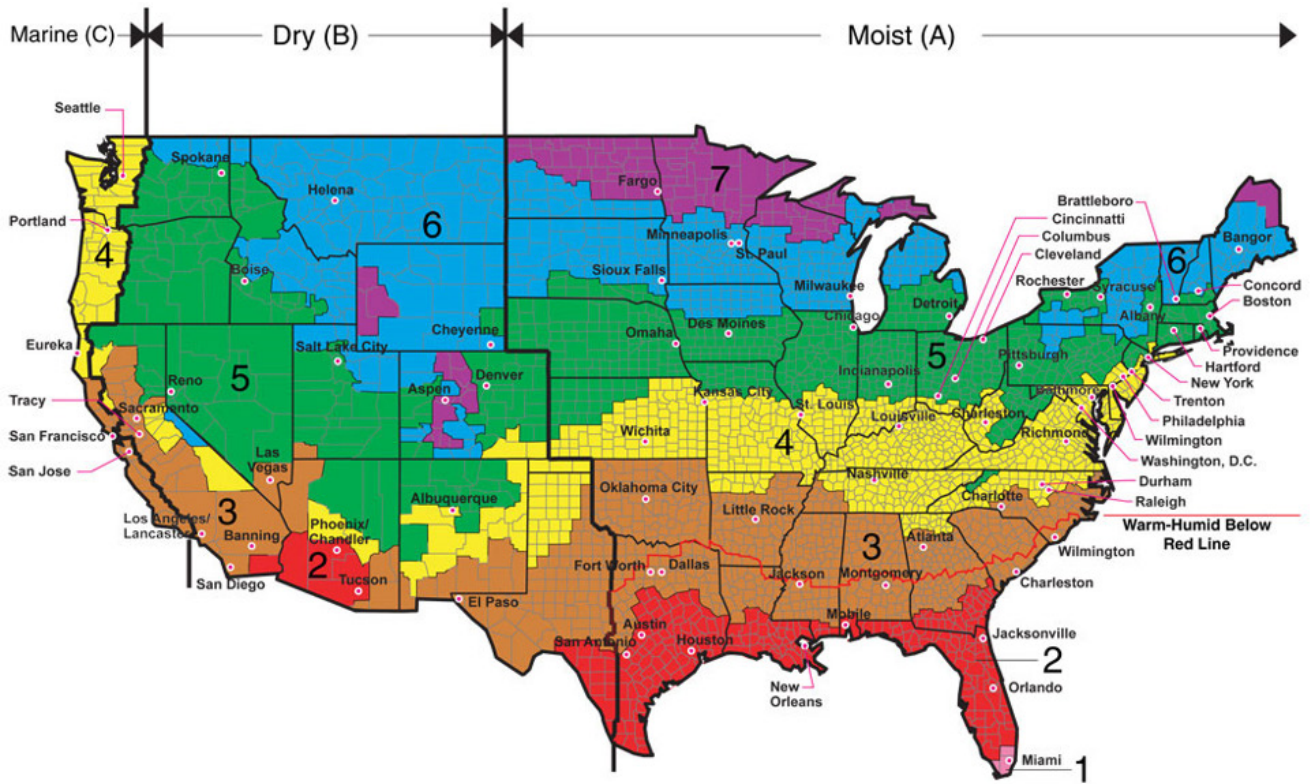 Marine (C)
Dry (B)
Moist (A)
Seattle
Spokane
Helena
Fargo
7
Portland
4
6
Minneapolis
St. Paul
Brattleboro
Cincinnatti
Columbus
Cleveland
Bangor
6
Boise
Sioux Falls
Milwaukee
Rochester
Syracuse
Concord
Boston
Eureka
Cheyenne
Omaha
Des Moines
Chicago
Detroit
Albany
Salt Lake City
5
Reno
Aspen
Denver
Indianapolis
5
Pittsburgh
Providence
Hartford
New York
Tracy
Sacramento
Kansas City
St. Louis
Louisville
Charleston
Baltimore
Trenton
Philadelphia
San Francisco
Las
Vegas
Wichita
4
Richmond
Wilmington
Washington, D.C.
San Jose
Nashville
Durham
Raleigh
Albuquerque
Oklahoma City
Little Rock
Charlotte
3
Los Angeles/
Lancaster
Banning
Phoenix/
Chandler
2
Atlanta
3
Warm-Humid Below
Red Line
Wilmington
San Diego
Tucson
El Paso
Fort Worth
Dallas
Jackson
Montgomery
Charleston
Austin
San Antonio
Houston
Mobile
Jacksonville
2
New
Orleans
Orlando
Miami
1